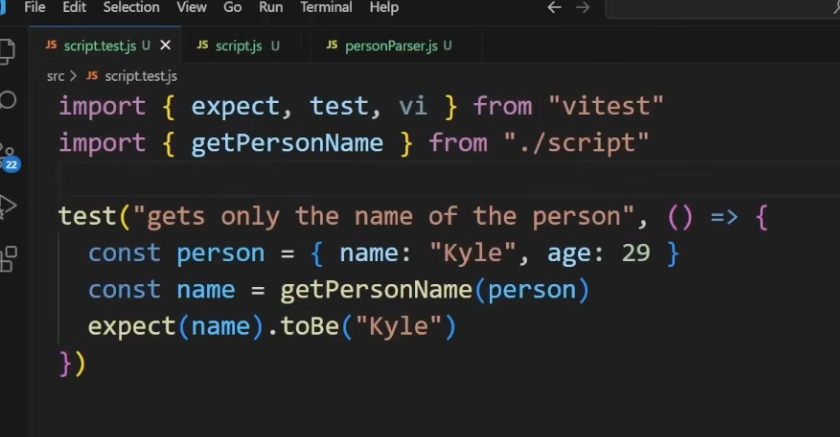 File Edit Selection View Go Run Terminal Help
JS script.test.js U JS script.js U JS personParser.js U
src JS script.test.js
import { expect, test, vi } from "vitest"
import { getPersonName } from "./script"
22
test("gets only the name of the person", () => {
const person = { name: "Kyle", age: 29 }
const name = getPersonName(person)
expect(name).toBe("Kyle")
})